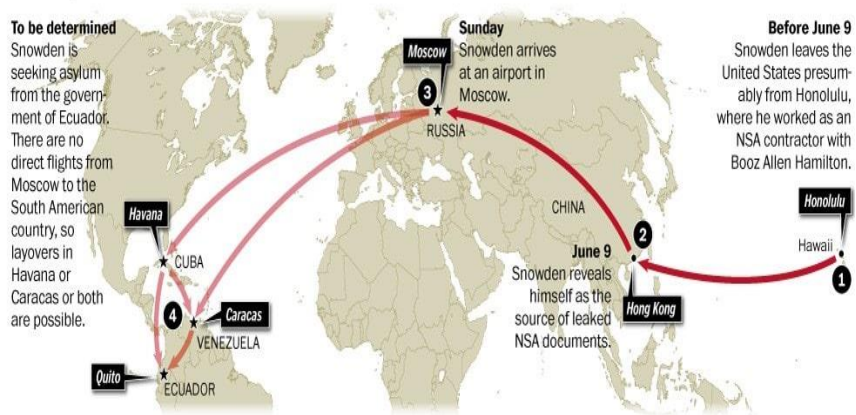 To be determined
Snowden is
seeking asylum
from the govern-
ment of Ecuador.
There are no
direct flights from
Moscow to the
South American
country, so
layovers in
Havana or
Caracas or both
are possible.
Sunday
Snowden arrives
at an airport in
Moscow.
Before June 9
Snowden leaves the
United States presum-
ably from Honolulu,
where he worked as an
NSA contractor with
Booz Allen Hamilton.
Moscow
3
RUSSIA
CHINA
Honolulu
Hawaii
1
2
Hong Kong
June 9
Snowden reveals
himself as the
source of leaked
NSA documents.
Havana
CUBA
4
Caracas
VENEZUELA
Quito
ECUADOR